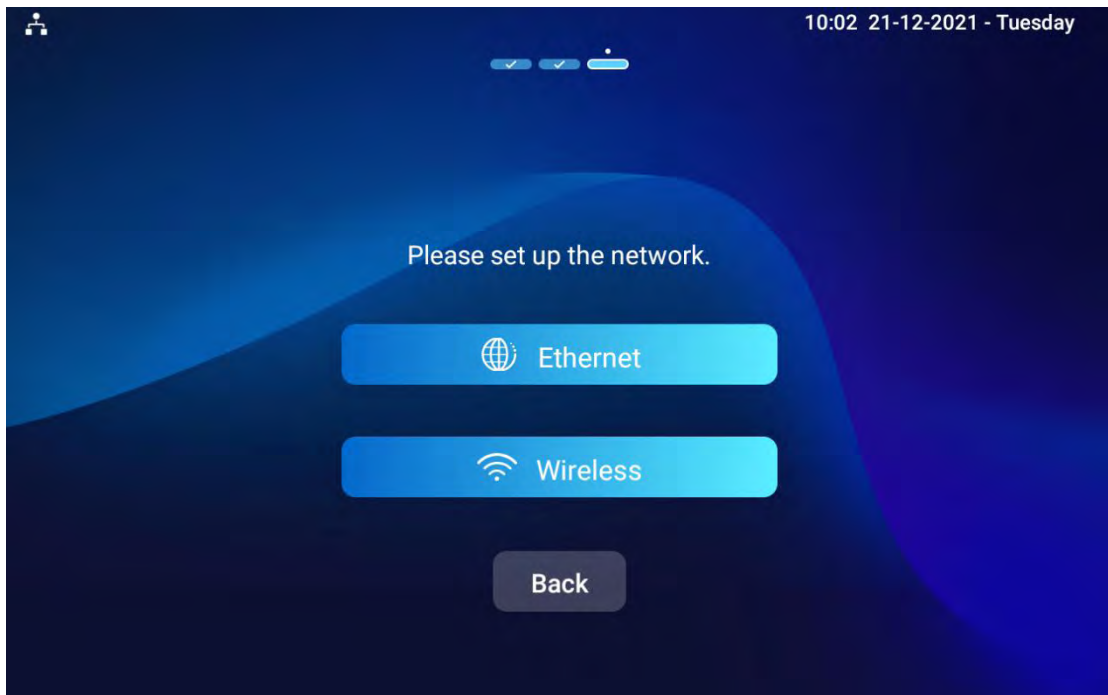 10:02 21-12-2021 - Tuesday
Please set up the network.
Ethernet
Wireless
Back